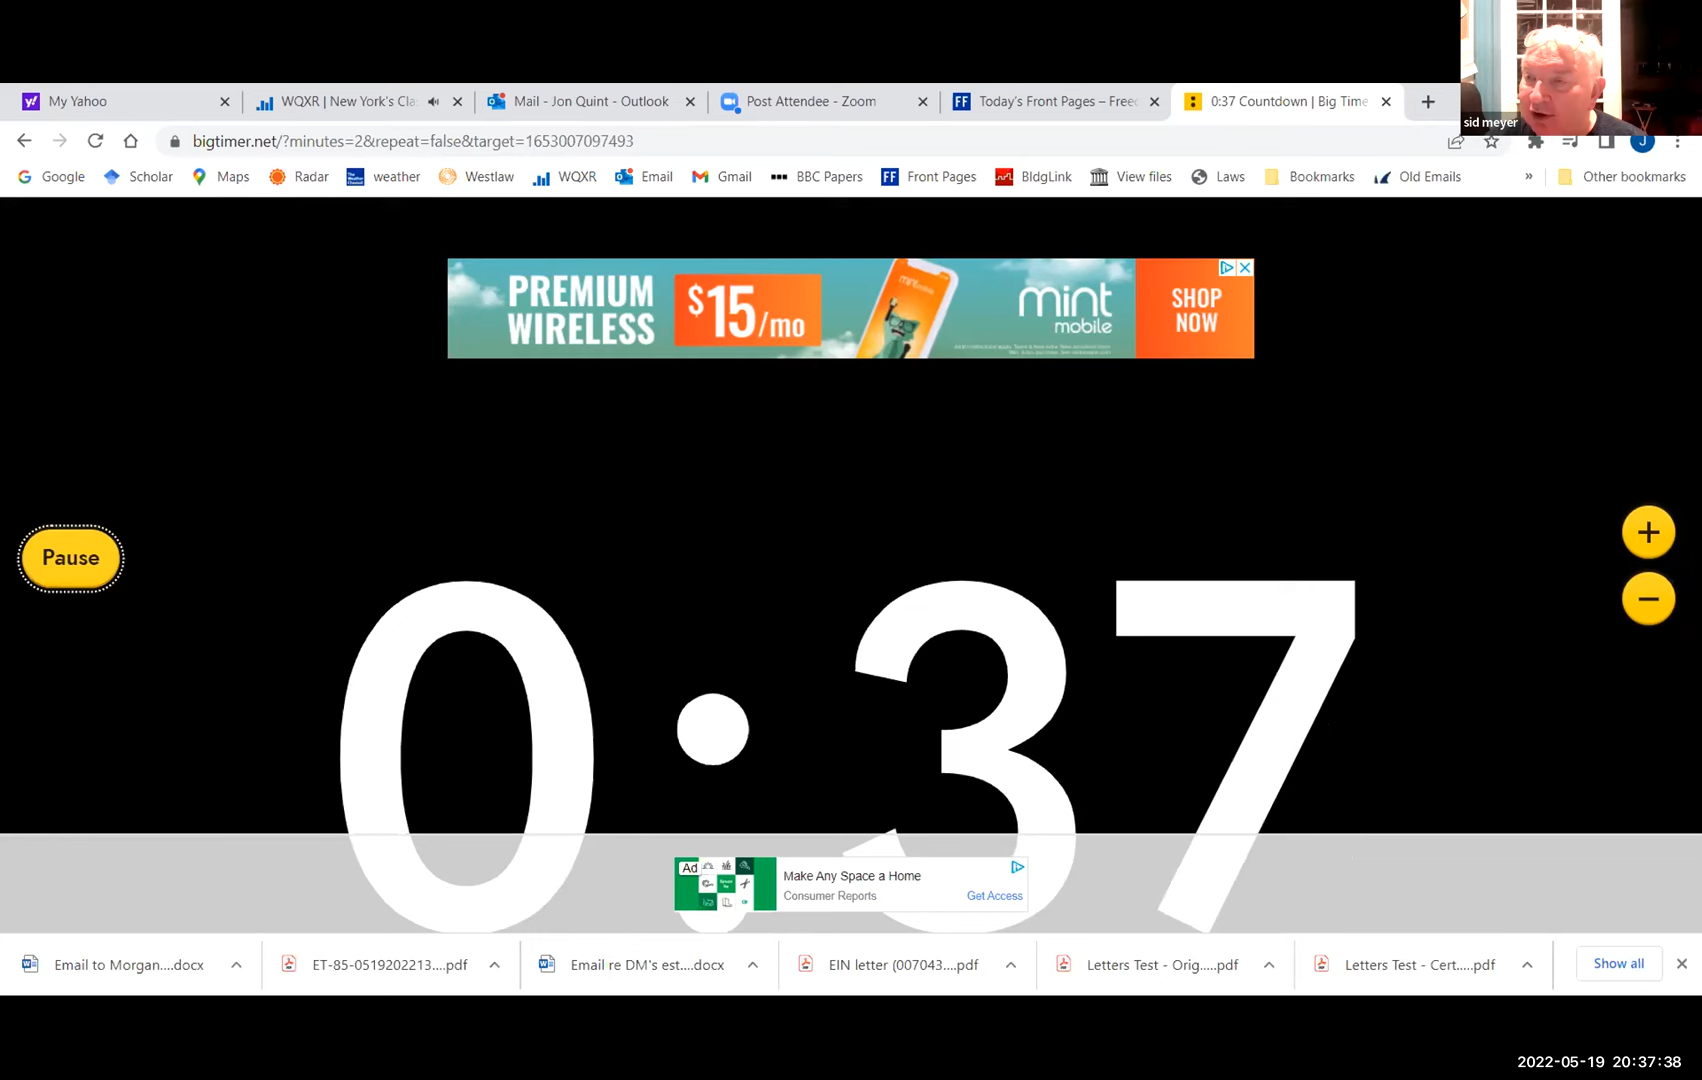 My Yahoo
WQXR | New York's Cla
Mail - Jon Quint - Outlook
Post Attendee - Zoom
FF Today's Front Pages – Freed
0:37 Countdown | Big Time
sid meyer
bigtimer.net/?minutes=2&repeat=false&target=1653007097493
J
Google
Scholar
Maps
Radar
weather
Westlaw
WQXR
Email
Gmail
BBC Papers
FF Front Pages
BldgLink
View files
Laws
Bookmarks
Old Emails
»
Other bookmarks
PREMIUM
WIRELESS
$15/mo
mint
mobile
SHOP
NOW
Pause
+
−
0:37
Ad
Make Any Space a Home
Consumer Reports
Get Access
Email to Morgan....docx
ET-85-0519202213....pdf
Email re DM's est....docx
EIN letter (007043....pdf
Letters Test - Orig.....pdf
Letters Test - Cert.....pdf
Show all
2022-05-19 20:37:38